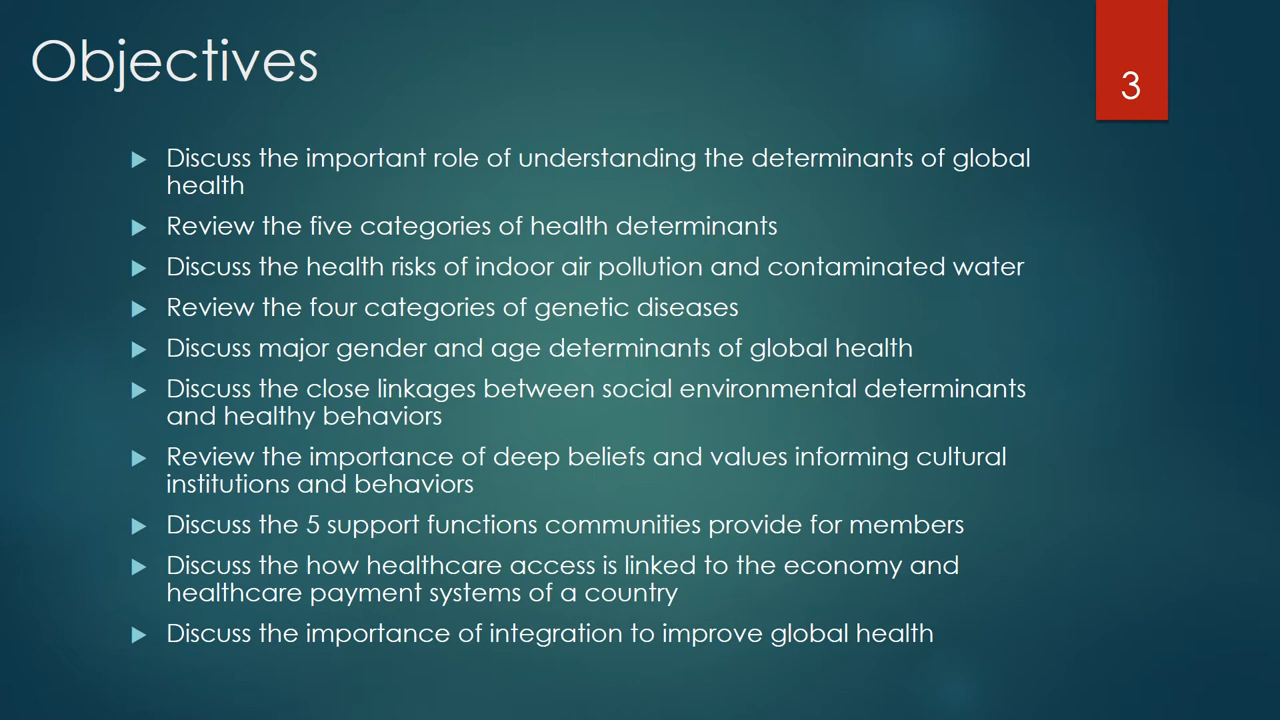 Objectives
3
Discuss the important role of understanding the determinants of global
health
Review the five categories of health determinants
Discuss the health risks of indoor air pollution and contaminated water
Review the four categories of genetic diseases
Discuss major gender and age determinants of global health
Discuss the close linkages between social environmental determinants
and healthy behaviors
Review the importance of deep beliefs and values informing cultural
institutions and behaviors
Discuss the 5 support functions communities provide for members
Discuss the how healthcare access is linked to the economy and
healthcare payment systems of a country
Discuss the importance of integration to improve global health